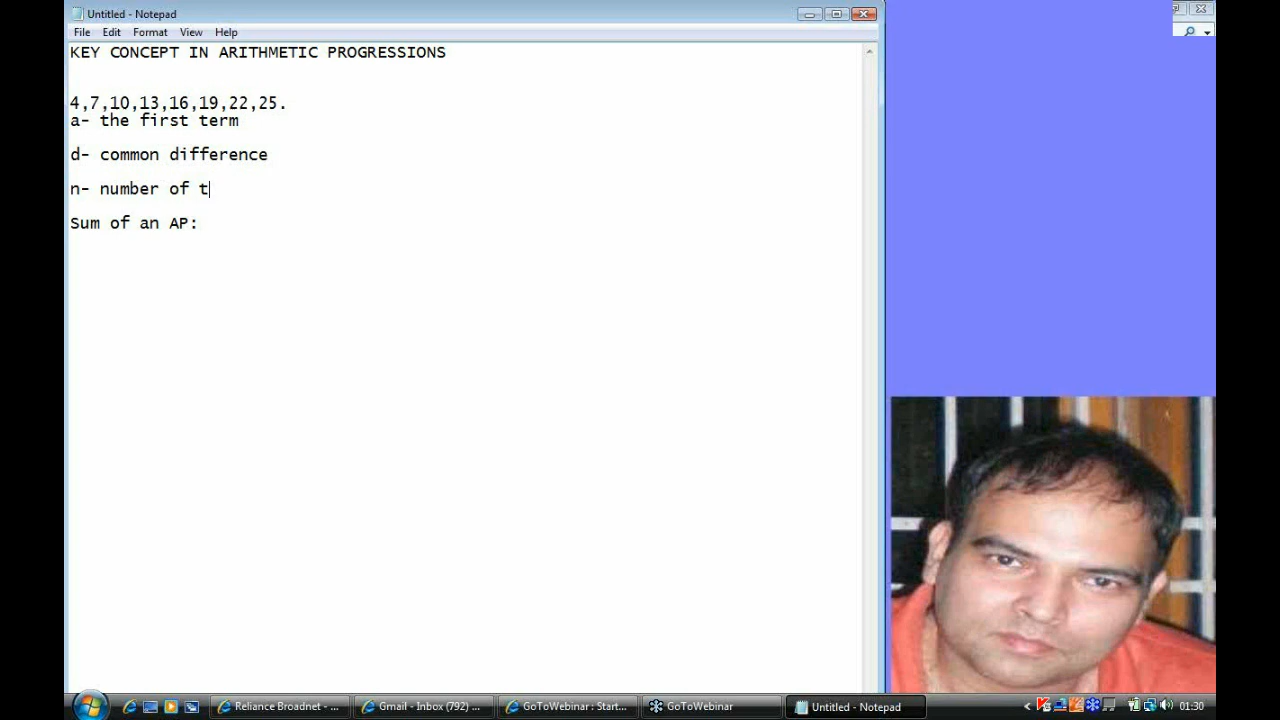 Untitled - Notepad
File Edit Format View Help
KEY CONCEPT IN ARITHMETIC PROGRESSIONS
4,7,10,13,16,19,22,25.
a- the first term
d- common difference
n- number of t
Sum of an AP:
Reliance Broadnet - ... Gmail - Inbox (792) ... GoToWebinar : Start... GoToWebinar Untitled - Notepad 01:30